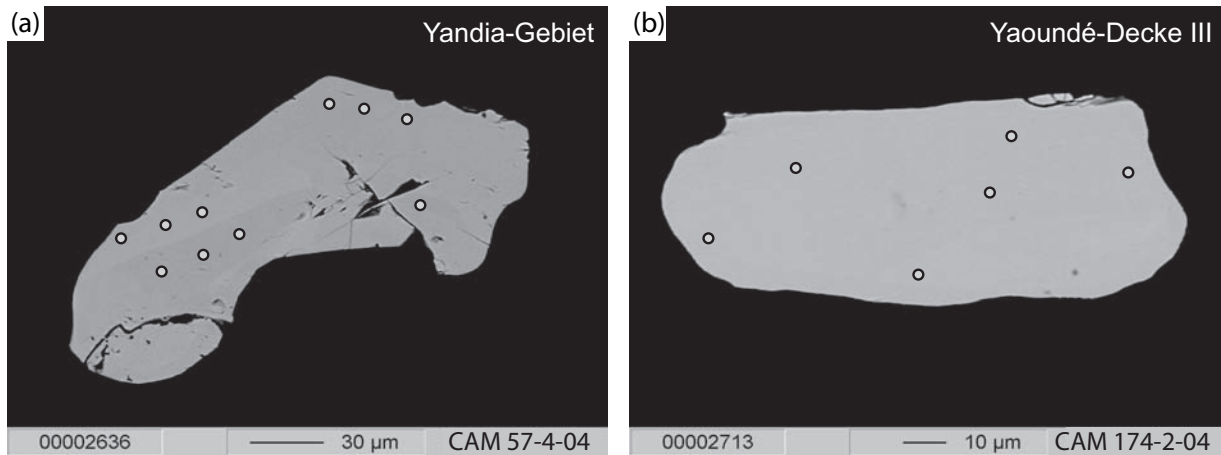 (a)
Yandia-Gebiet
00002636
30 µm
CAM 57-4-04
(b)
Yaoundé-Decke III
00002713
10 µm
CAM 174-2-04